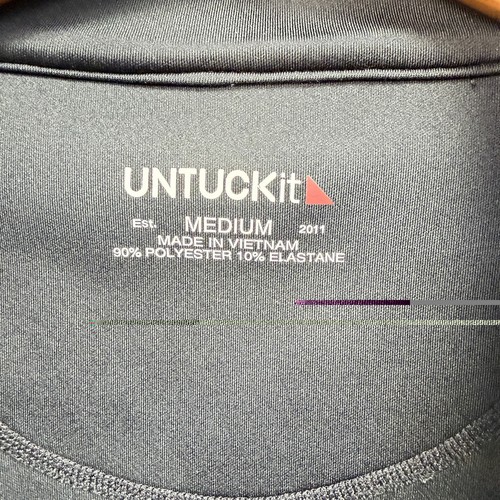 UNTUCKit
Est. MEDIUM 2011
MADE IN VIETNAM
90% POLYESTER 10% ELASTANE